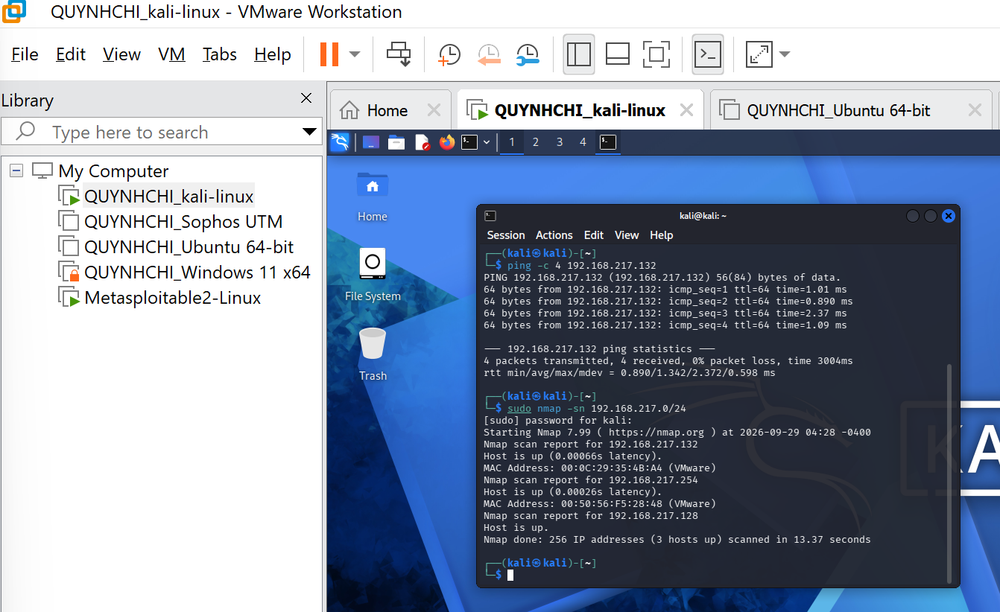 QUYNHCHI_kali-linux - VMware Workstation
File Edit View VM Tabs Help
Library
Type here to search
My Computer
QUYNHCHI_kali-linux
QUYNHCHI_Sophos UTM
QUYNHCHI_Ubuntu 64-bit
QUYNHCHI_Windows 11 x64
Metasploitable2-Linux
Home
QUYNHCHI_kali-linux
QUYNHCHI_Ubuntu 64-bit
1 2 3 4
Home
File System
Trash
kali@kali: ~
Session Actions Edit View Help
┌──(kali㉿kali)-[~]
└─$ ping -c 4 192.168.217.132
PING 192.168.217.132 (192.168.217.132) 56(84) bytes of data.
64 bytes from 192.168.217.132: icmp_seq=1 ttl=64 time=1.01 ms
64 bytes from 192.168.217.132: icmp_seq=2 ttl=64 time=0.890 ms
64 bytes from 192.168.217.132: icmp_seq=3 ttl=64 time=2.37 ms
64 bytes from 192.168.217.132: icmp_seq=4 ttl=64 time=1.09 ms
--- 192.168.217.132 ping statistics ---
4 packets transmitted, 4 received, 0% packet loss, time 3004ms
rtt min/avg/max/mdev = 0.890/1.342/2.372/0.598 ms
┌──(kali㉿kali)-[~]
└─$ sudo nmap -sn 192.168.217.0/24
[sudo] password for kali:
Starting Nmap 7.99 ( https://nmap.org ) at 2026-09-29 04:28 -0400
Nmap scan report for 192.168.217.132
Host is up (0.00066s latency).
MAC Address: 00:0C:29:35:4B:A4 (VMware)
Nmap scan report for 192.168.217.254
Host is up (0.00026s latency).
MAC Address: 00:50:56:F5:28:48 (VMware)
Nmap scan report for 192.168.217.128
Host is up.
Nmap done: 256 IP addresses (3 hosts up) scanned in 13.37 seconds
┌──(kali㉿kali)-[~]
└─$
KA